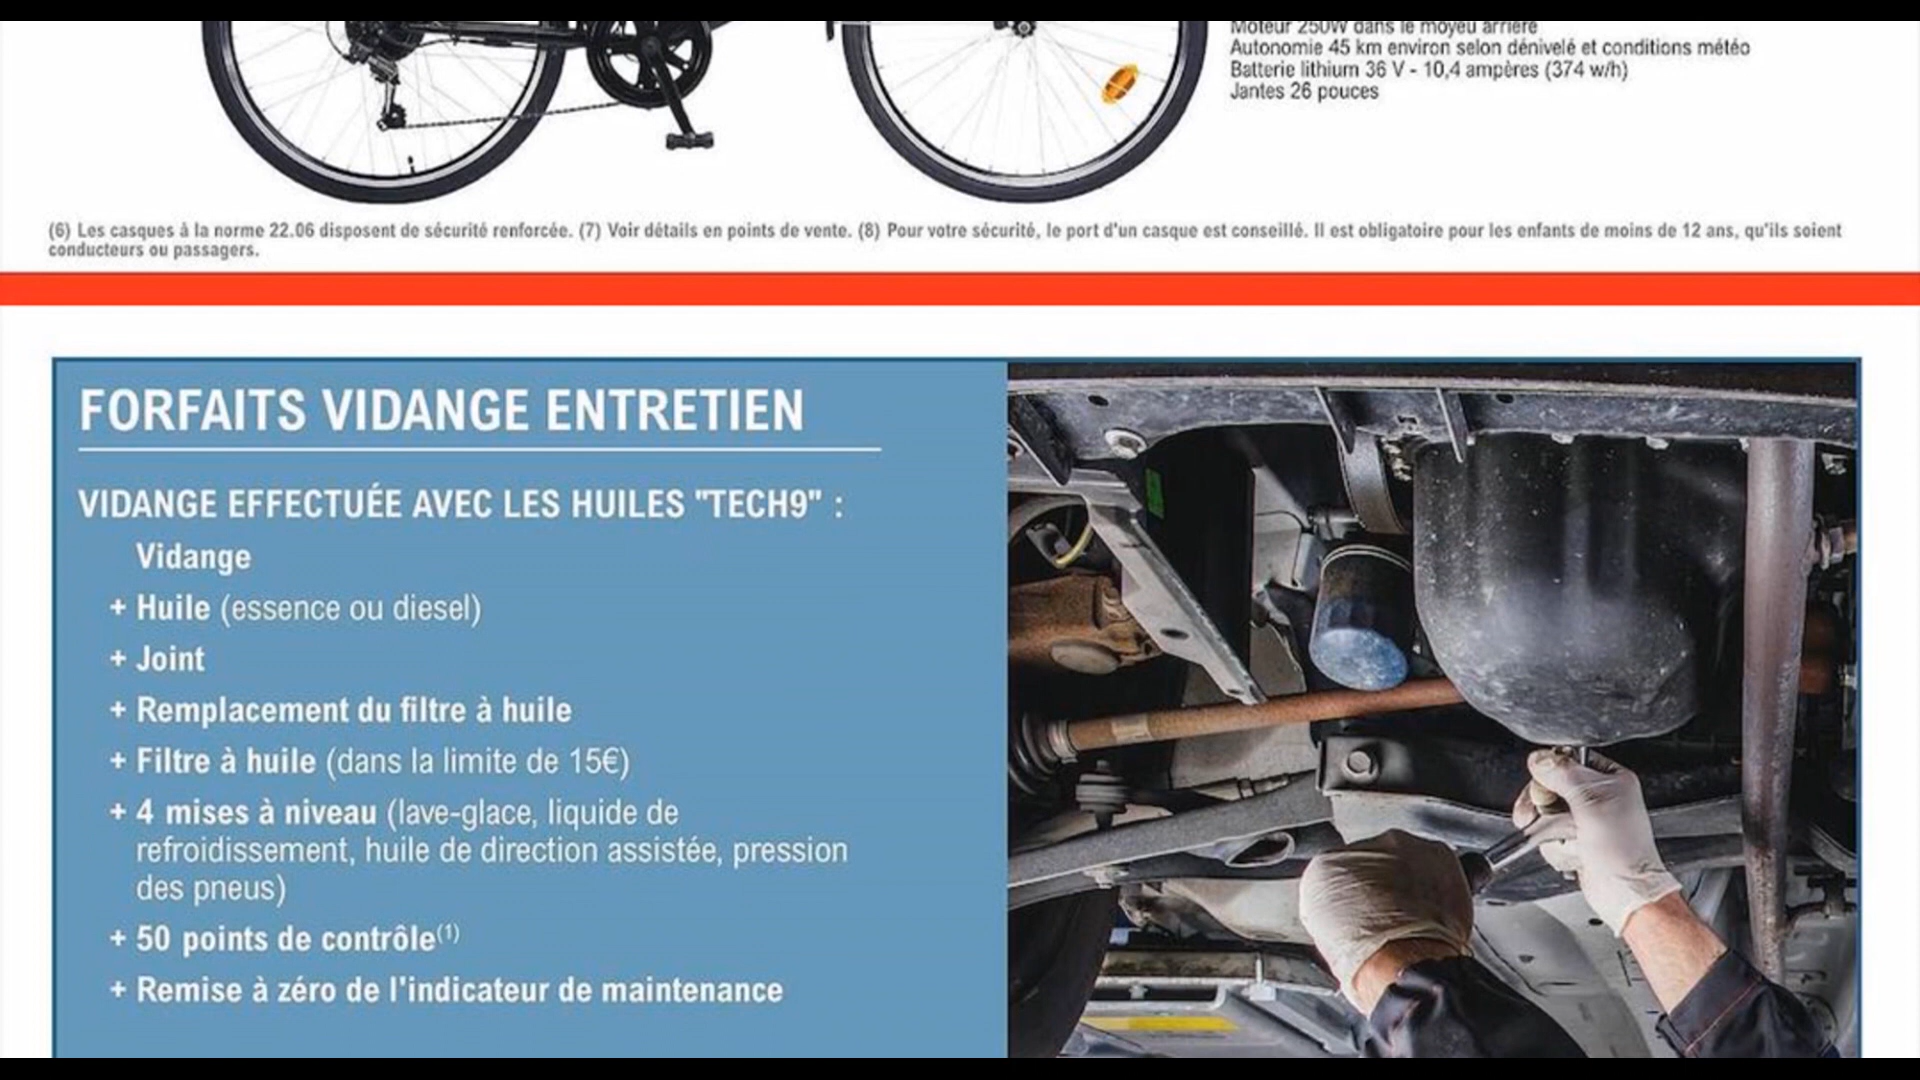 Moteur 250W dans le moyeu arrière
Autonomie 45 km environ selon dénivelé et conditions météo
Batterie lithium 36 V - 10,4 ampères (374 w/h)
Jantes 26 pouces
(6) Les casques à la norme 22.06 disposent de sécurité renforcée. (7) Voir détails en points de vente. (8) Pour votre sécurité, le port d'un casque est conseillé. Il est obligatoire pour les enfants de moins de 12 ans, qu'ils soient
conducteurs ou passagers.
FORFAITS VIDANGE ENTRETIEN
VIDANGE EFFECTUÉE AVEC LES HUILES "TECH9" :
Vidange
+ Huile (essence ou diesel)
+ Joint
+ Remplacement du filtre à huile
+ Filtre à huile (dans la limite de 15€)
+ 4 mises à niveau (lave-glace, liquide de
refroidissement, huile de direction assistée, pression
des pneus)
+ 50 points de contrôle(1)
+ Remise à zéro de l'indicateur de maintenance